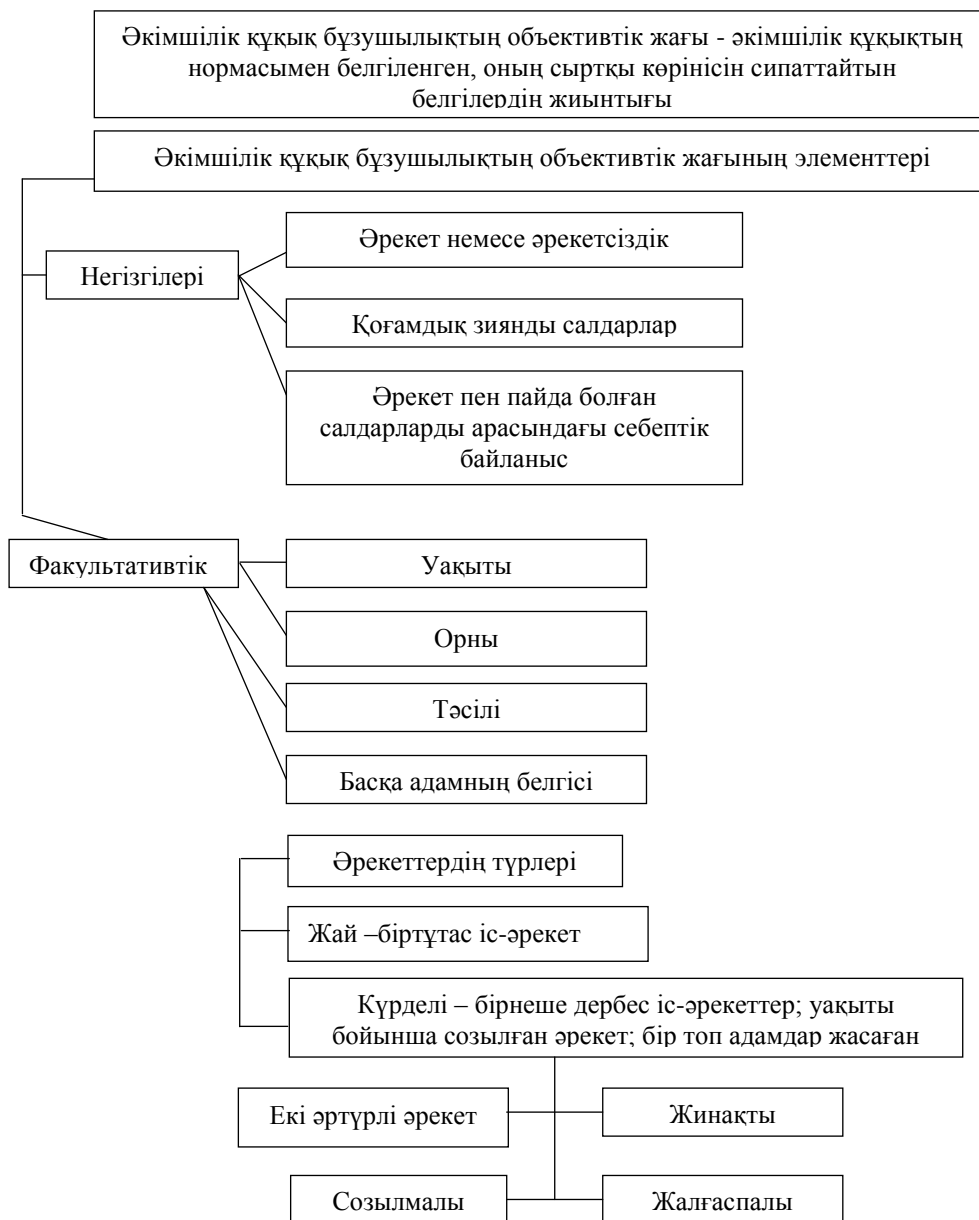 Әкімшілік құқық бұзушылықтың объективтік жағы - әкімшілік құқықтың
нормасымен белгіленген, оның сыртқы көрінісін сипаттайтын
белгілердің жиынтығы
Әкімшілік құқық бұзушылықтың объективтік жағының элементтері
Негізгілері
Әрекет немесе әрекетсіздік
Қоғамдық зиянды салдарлар
Әрекет пен пайда болған
салдарларды арасындағы себептік
байланыс
Факультативтік
Уақыты
Орны
Тәсілі
Басқа адамның белгісі
Әрекеттердің түрлері
Жай –біртұтас іс-әрекет
Күрделі – бірнеше дербес іс-әрекеттер; уақыты
бойынша созылған әрекет; бір топ адамдар жасаған
Екі әртүрлі әрекет
Жинақты
Созылмалы
Жалғаспалы